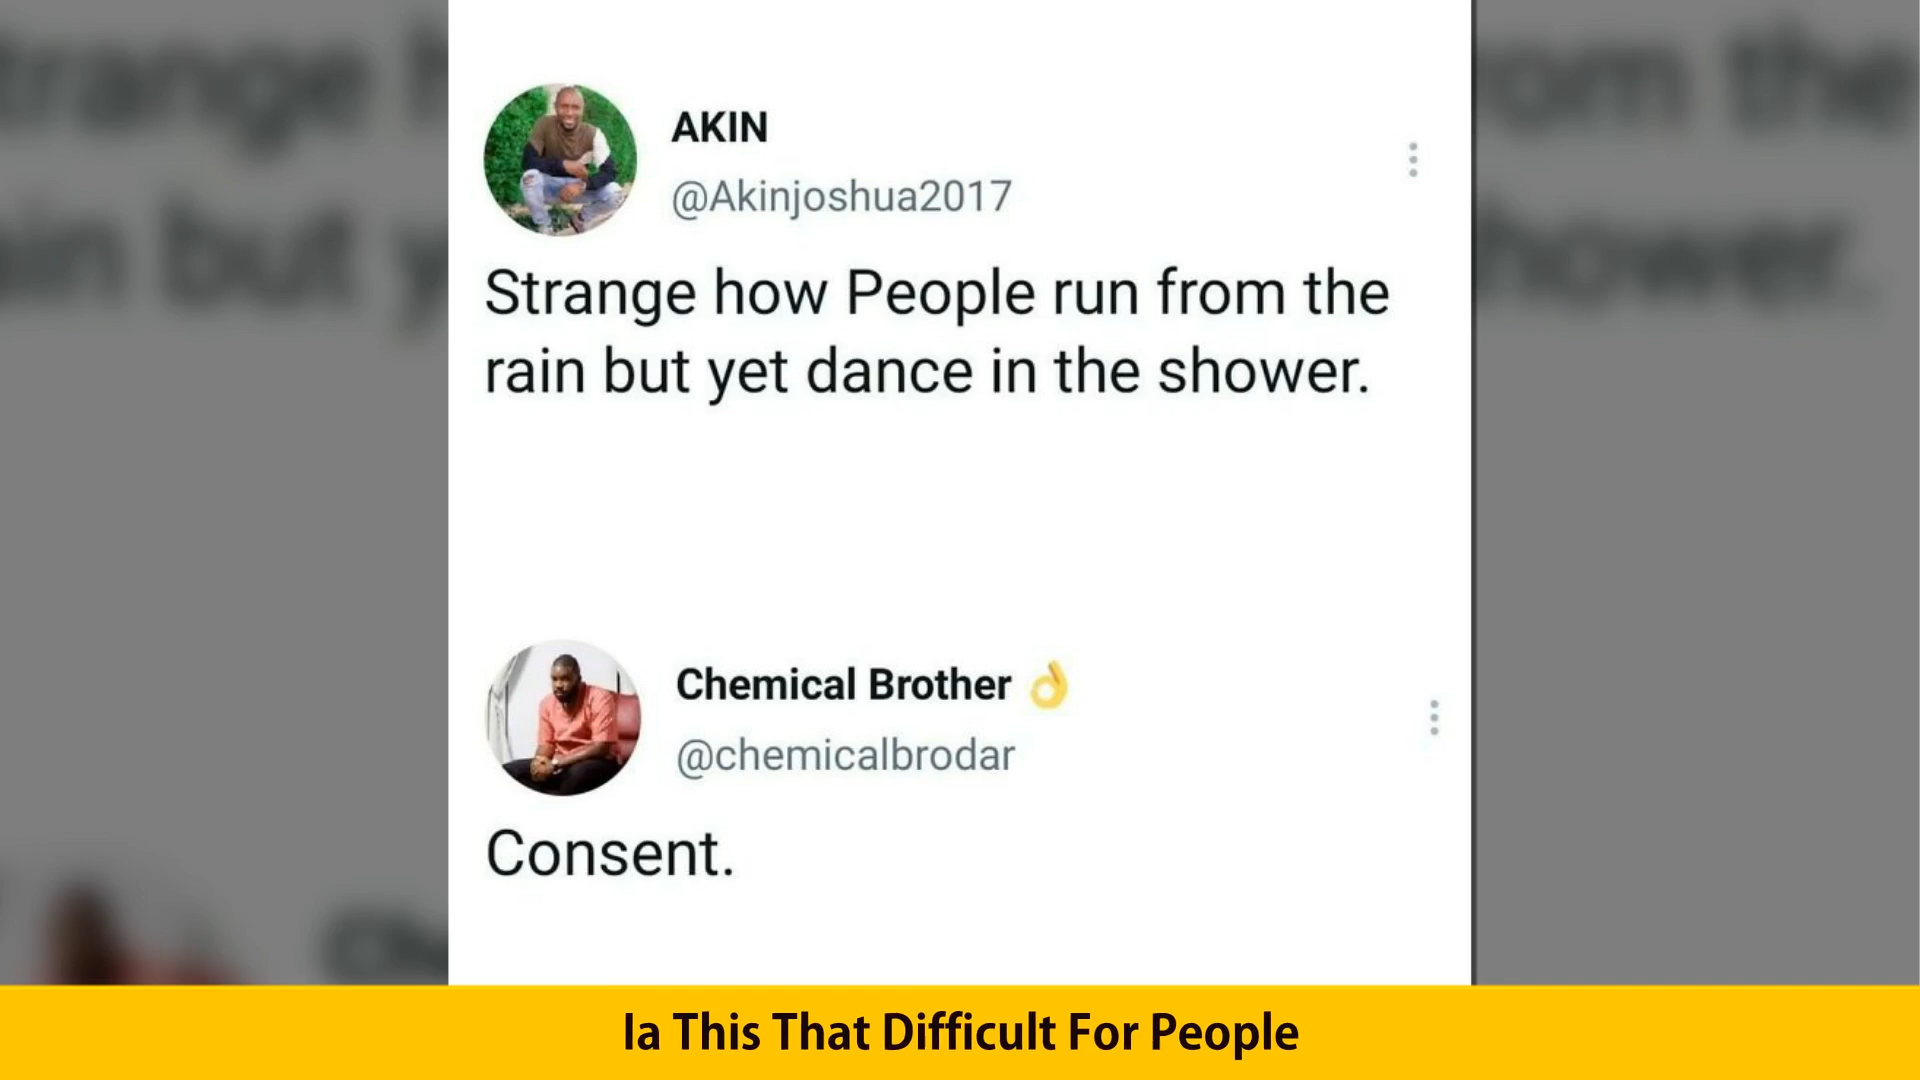 AKIN
@Akinjoshua2017
Strange how People run from the
rain but yet dance in the shower.
Chemical Brother 👌
@chemicalbrodar
Consent.
Ia This That Difficult For People